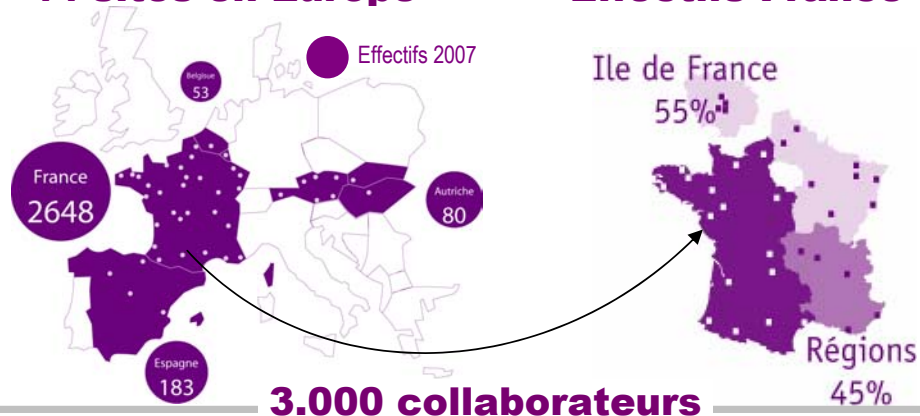 Effectifs 2007
Belgique
53
France
2648
Autriche
80
Espagne
183
Ile de France
55%
Régions
45%
3.000 collaborateurs